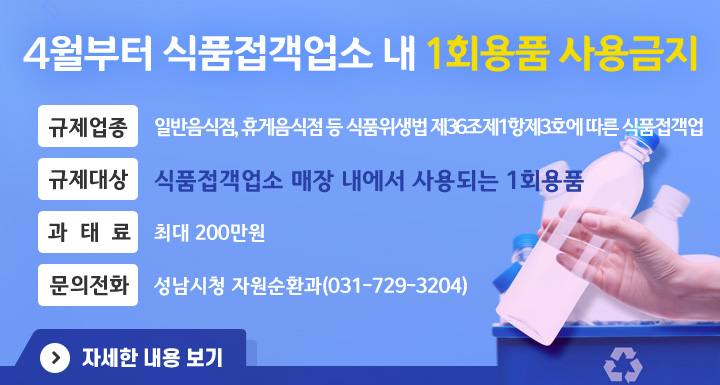 4월부터 식품접객업소 내 1회용품 사용금지
규제업종 일반음식점, 휴게음식점 등 식품위생법 제36조제1항제3호에 따른 식품접객업
규제대상 식품접객업소 매장 내에서 사용되는 1회용품
과 태 료 최대 200만원
문의전화 성남시청 자원순환과(031-729-3204)
자세한 내용 보기